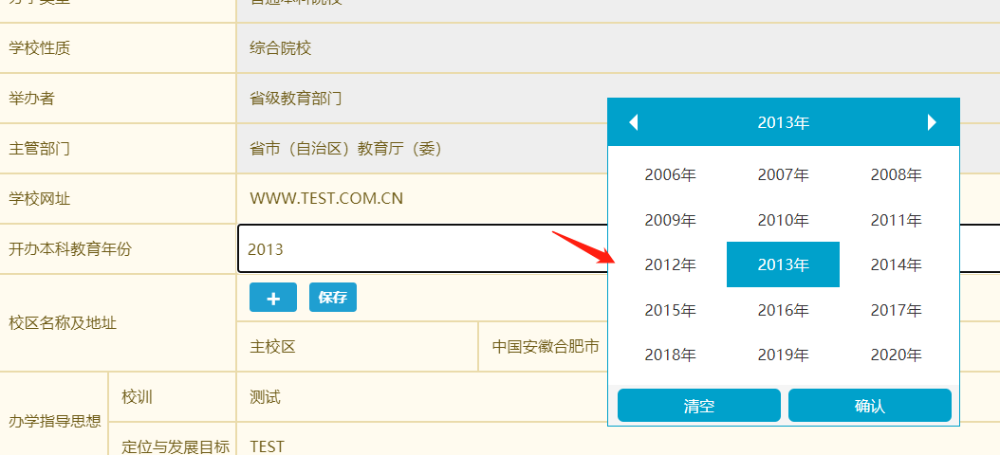 学校性质
综合院校
举办者
省级教育部门
主管部门
省市（自治区）教育厅（委）
学校网址
WWW.TEST.COM.CN
开办本科教育年份
2013
校区名称及地址
+
保存
主校区
中国安徽合肥市
办学指导思想
校训
测试
定位与发展目标
TEST
2013年
2006年
2007年
2008年
2009年
2010年
2011年
2012年
2013年
2014年
2015年
2016年
2017年
2018年
2019年
2020年
清空
确认